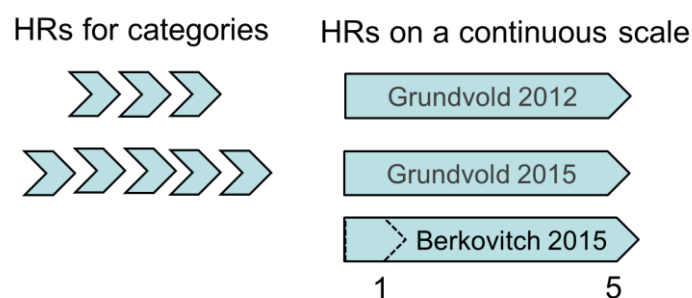 HRs for categories
HRs on a continuous scale
Grundvold 2012
Grundvold 2015
Berkovitch 2015
1 5